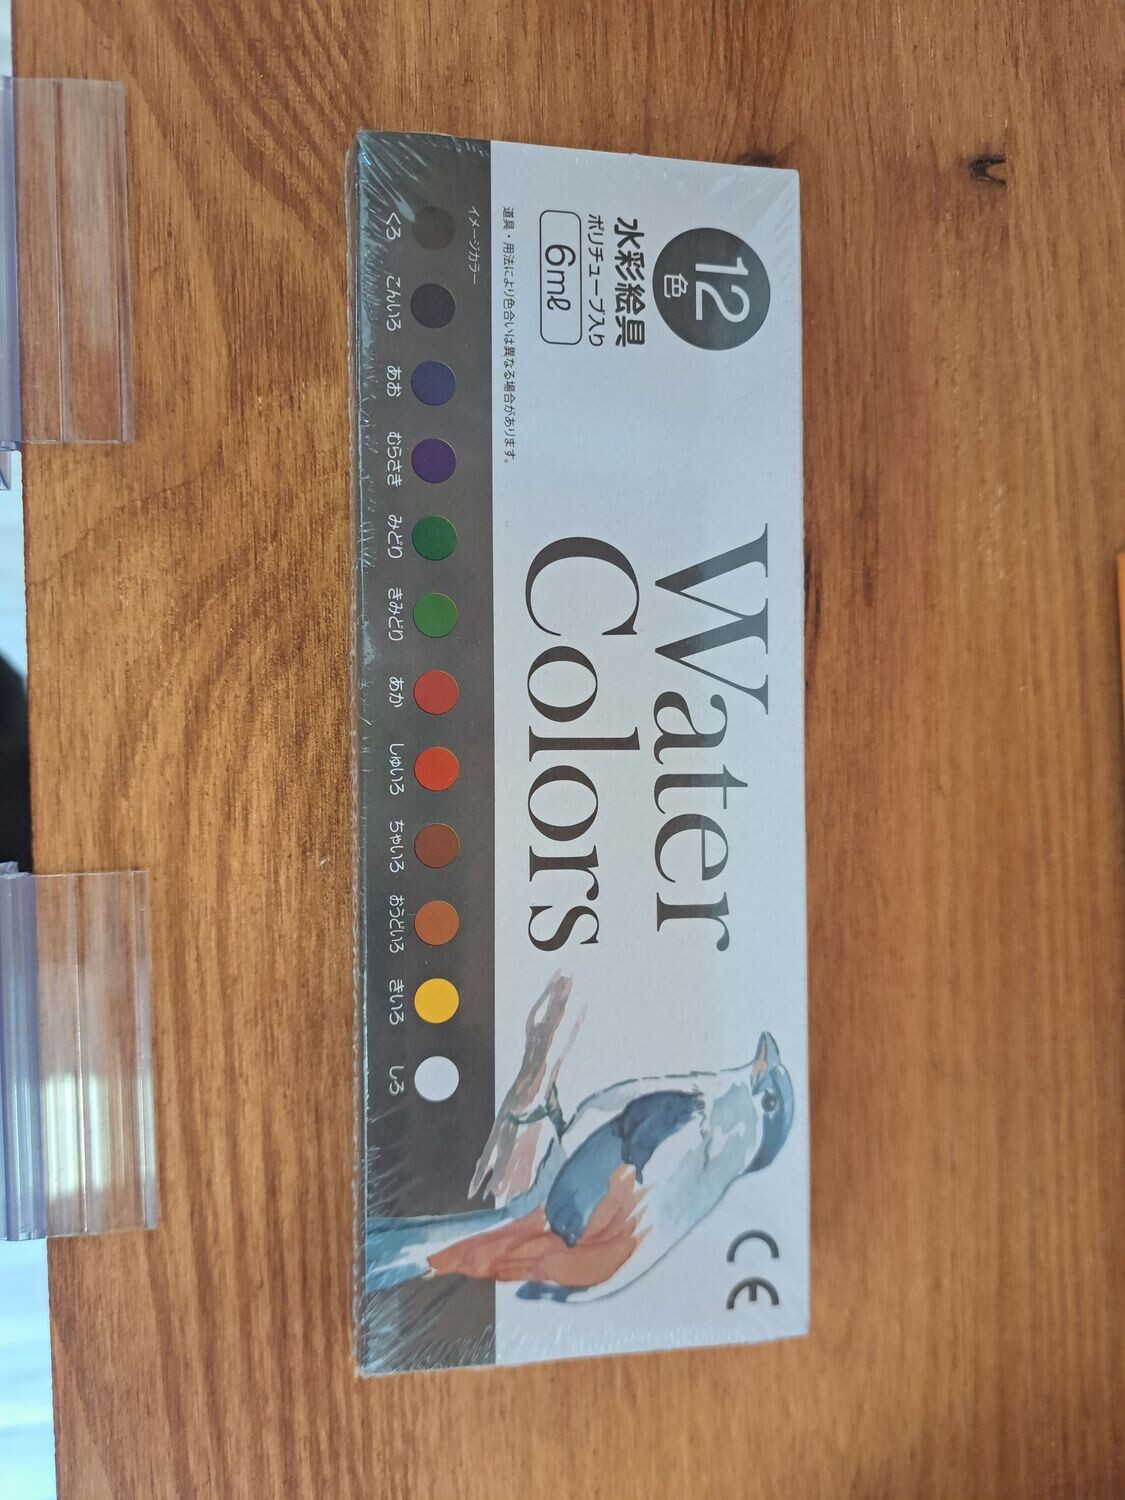 12
色
水彩絵具
ポリチューブ入り
6mℓ
Water
Colors
CE
道具・用法により色合いは異なる場合があります。
イメージカラー
くろ
こんいろ
あお
むらさき
みどり
きみどり
あか
しゅいろ
ちゃいろ
おうどいろ
きいろ
しろ